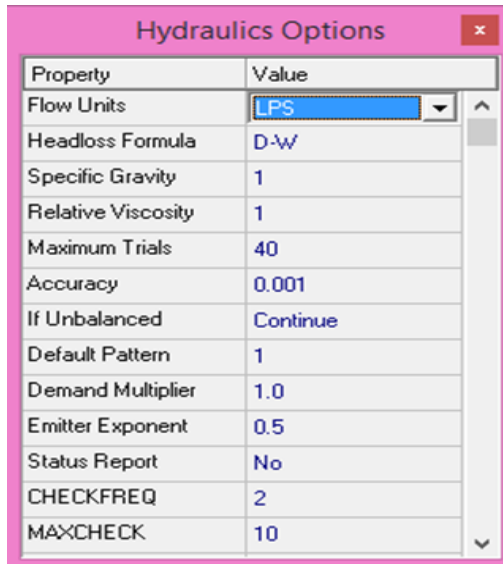 Hydraulics Options
Property Value
Flow Units LPS
Headloss Formula D-W
Specific Gravity 1
Relative Viscosity 1
Maximum Trials 40
Accuracy 0.001
If Unbalanced Continue
Default Pattern 1
Demand Multiplier 1.0
Emitter Exponent 0.5
Status Report No
CHECKFREQ 2
MAXCHECK 10